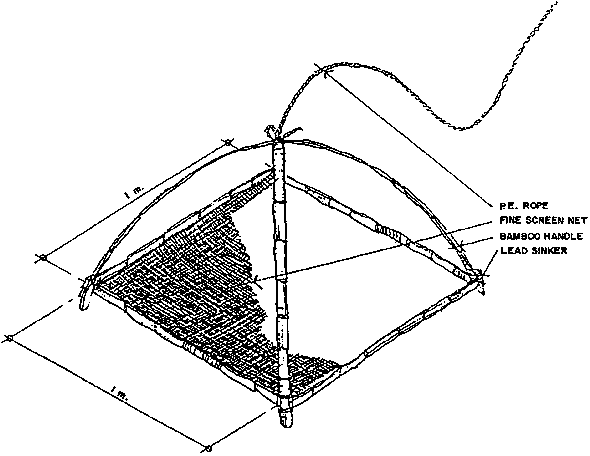 1 m.
P.E. ROPE
FINE SCREEN NET
BAMBOO HANDLE
LEAD SINKER
1 m.